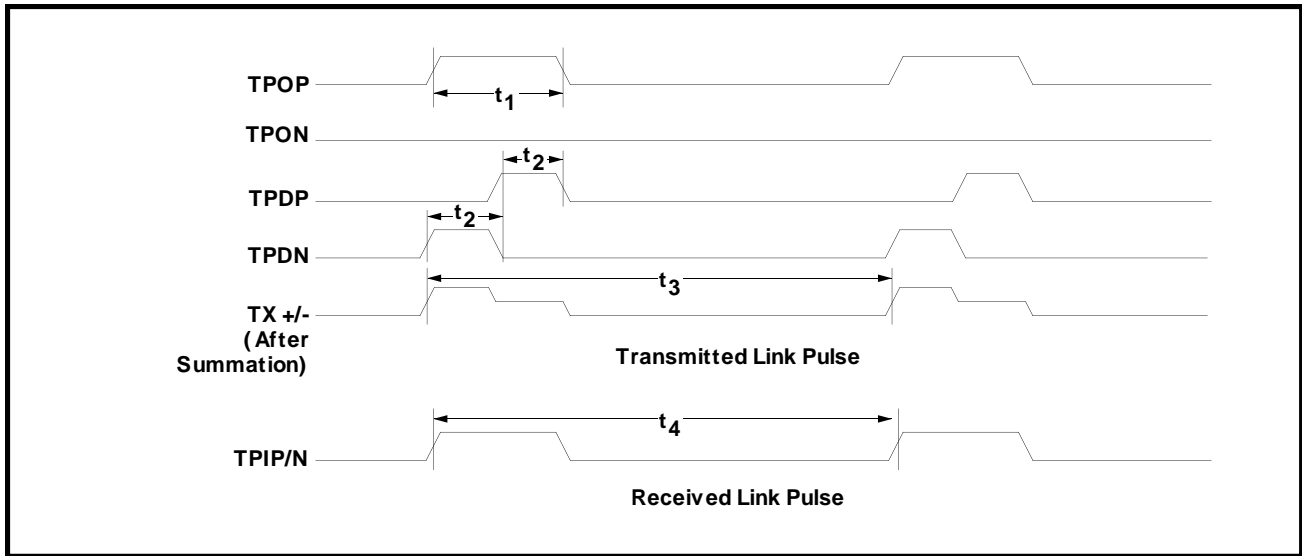 TPOP
t1
TPON
t2
TPDP
t2
TPDN
t3
TX +/-
(After
Summation)
Transmitted Link Pulse
t4
TPIP/N
Received Link Pulse